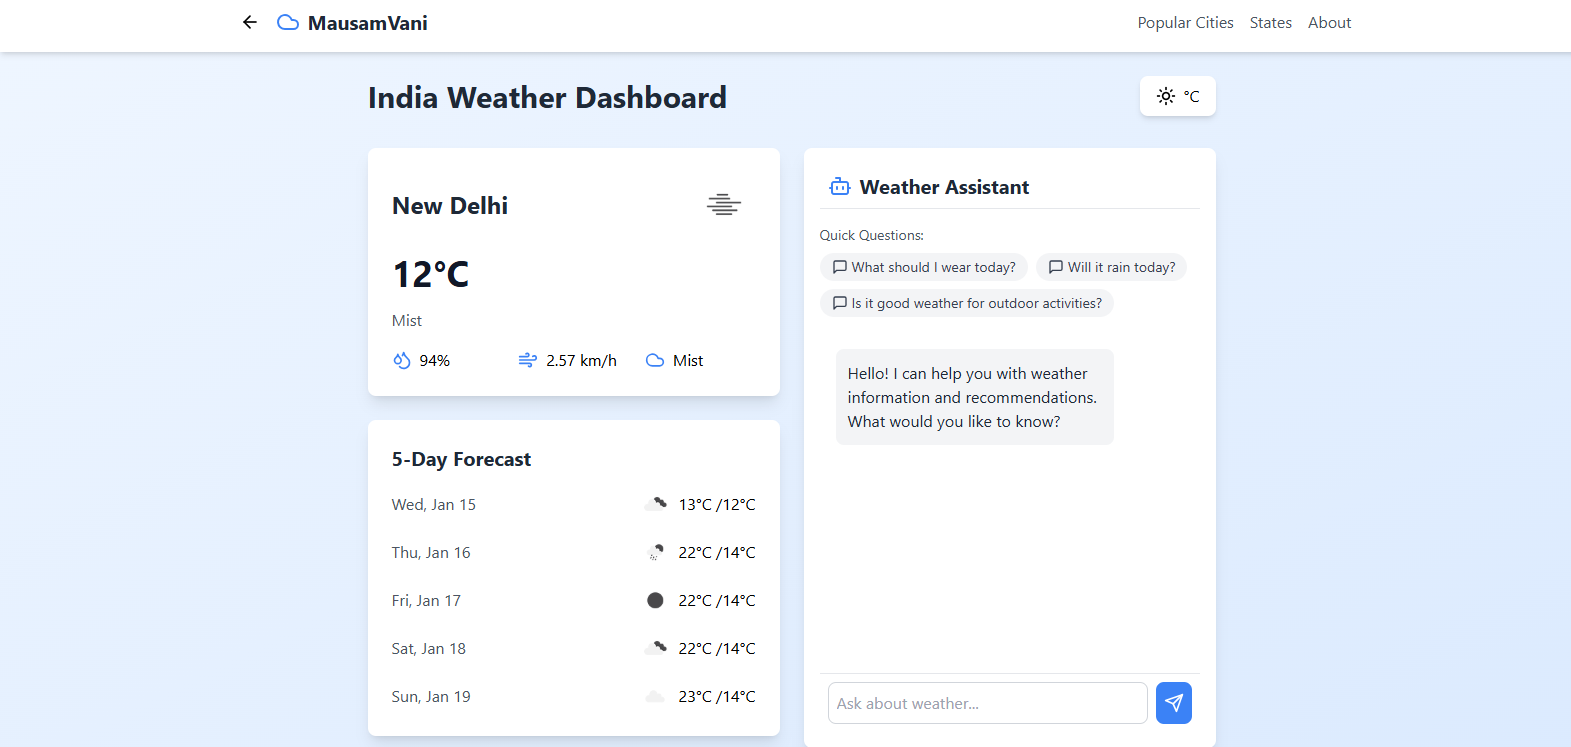 MausamVani
Popular Cities States About
India Weather Dashboard
°C
New Delhi
12°C
Mist
94% 2.57 km/h Mist
5-Day Forecast
Wed, Jan 15 13°C /12°C
Thu, Jan 16 22°C /14°C
Fri, Jan 17 22°C /14°C
Sat, Jan 18 22°C /14°C
Sun, Jan 19 23°C /14°C
Weather Assistant
Quick Questions:
What should I wear today? Will it rain today?
Is it good weather for outdoor activities?
Hello! I can help you with weather
information and recommendations.
What would you like to know?
Ask about weather...